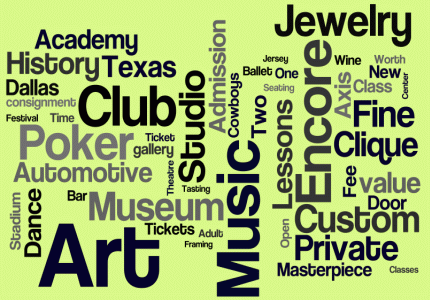 Jewelry
Academy
Admission
Encore
History
Texas
Jersey
Wine
Worth
Ballet
One
New
Dallas
Cowboys
Axis
Class
Center
consignment
Club
Studio
Seating
Two
Fine
Festival
Time
Lessons
Poker
Ticket
gallery
Clique
Automotive
Theatre
Music
Fee
value
Tasting
Stadium
Dance
Bar
Museum
Door
Custom
Art
Tickets
Adult
Open
Framing
Private
Masterpiece
Classes